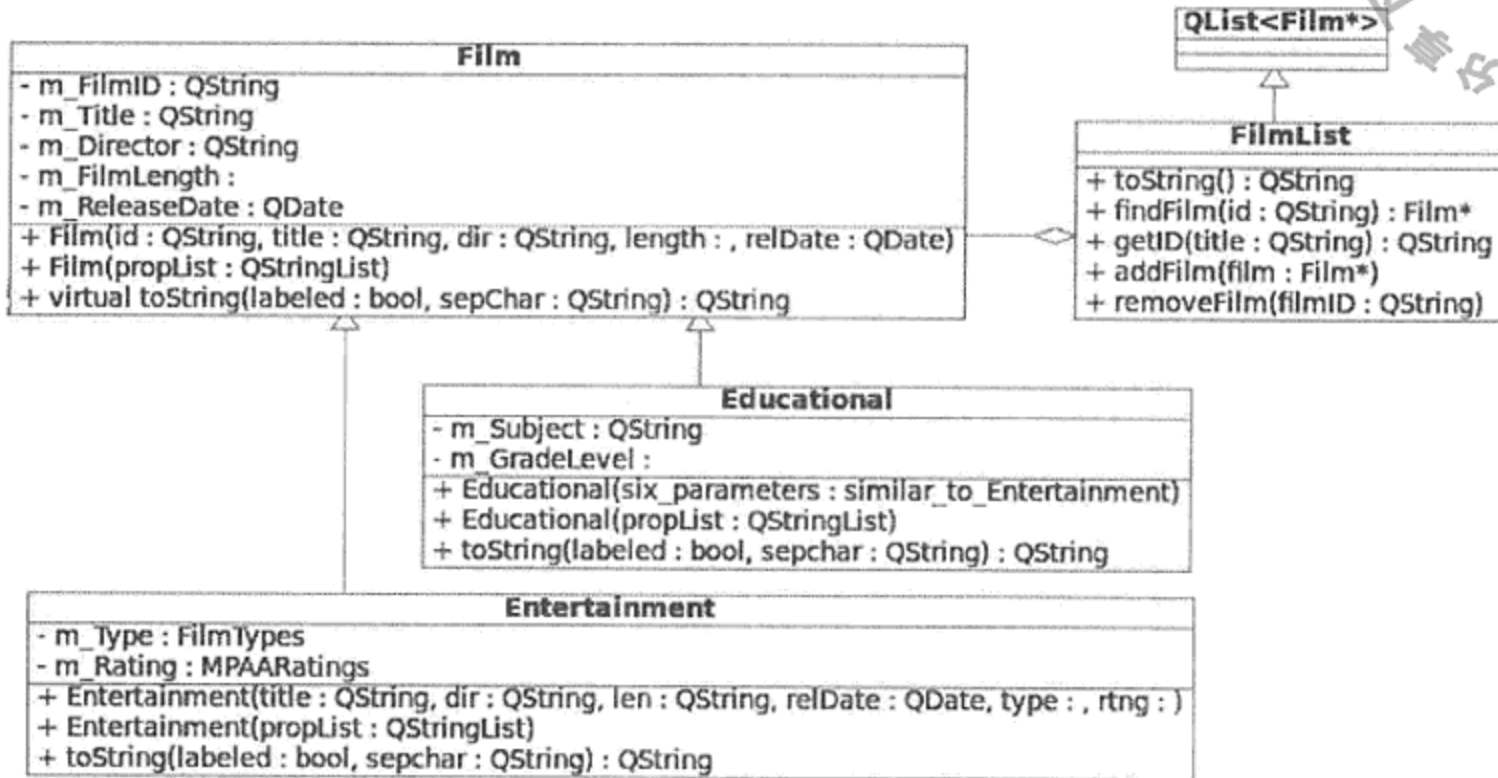 Film
- m_FilmID : QString
- m_Title : QString
- m_Director : QString
- m_FilmLength :
- m_ReleaseDate : QDate
+ Film(id : QString, title : QString, dir : QString, length : , relDate : QDate)
+ Film(propList : QStringList)
+ virtual toString(labeled : bool, sepChar : QString) : QString
QList<Film*>
FilmList
+ toString() : QString
+ findFilm(id : QString) : Film*
+ getID(title : QString) : QString
+ addFilm(film : Film*)
+ removeFilm(filmID : QString)
Educational
- m_Subject : QString
- m_GradeLevel :
+ Educational(six_parameters : similar_to_Entertainment)
+ Educational(propList : QStringList)
+ toString(labeled : bool, sepchar : QString) : QString
Entertainment
- m_Type : FilmTypes
- m_Rating : MPAARatings
+ Entertainment(title : QString, dir : QString, len : QString, relDate : QDate, type : , rtng : )
+ Entertainment(propList : QStringList)
+ toString(labeled : bool, sepchar : QString) : QString